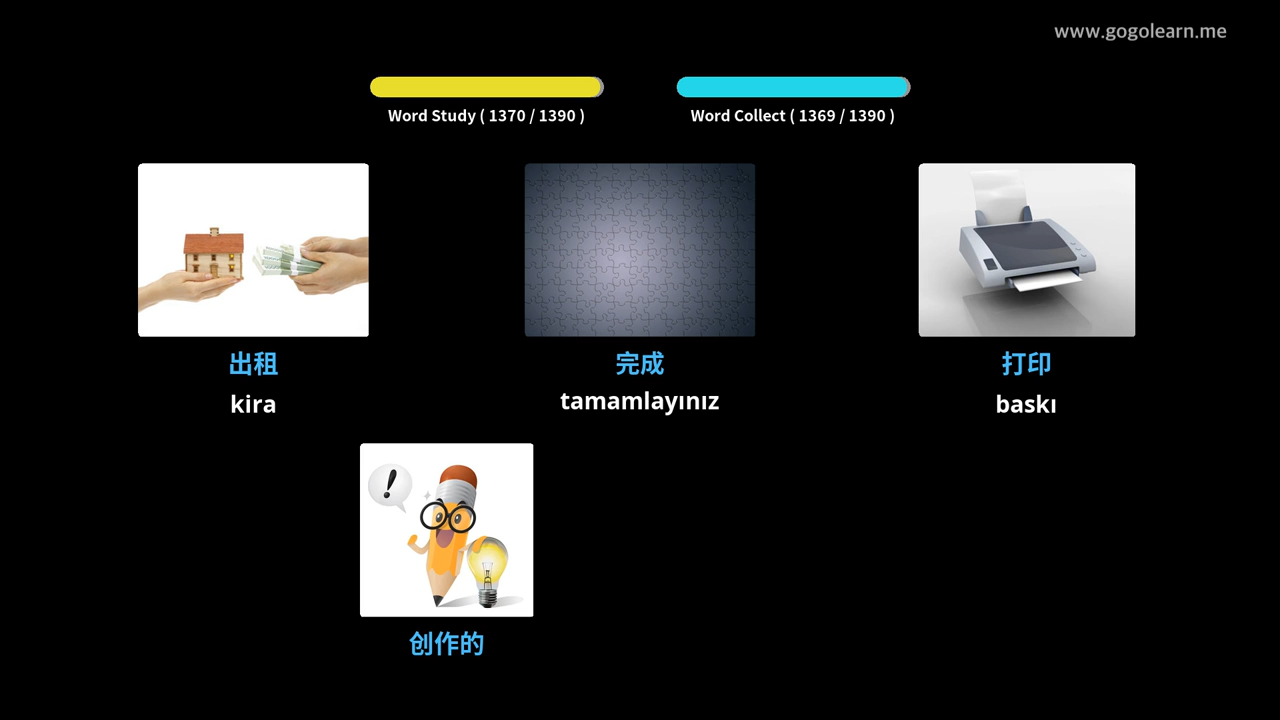 www.gogolearn.me
Word Study ( 1370 / 1390 )
Word Collect ( 1369 / 1390 )
出租
完成
打印
kira
tamamlayınız
baskı
!
创作的